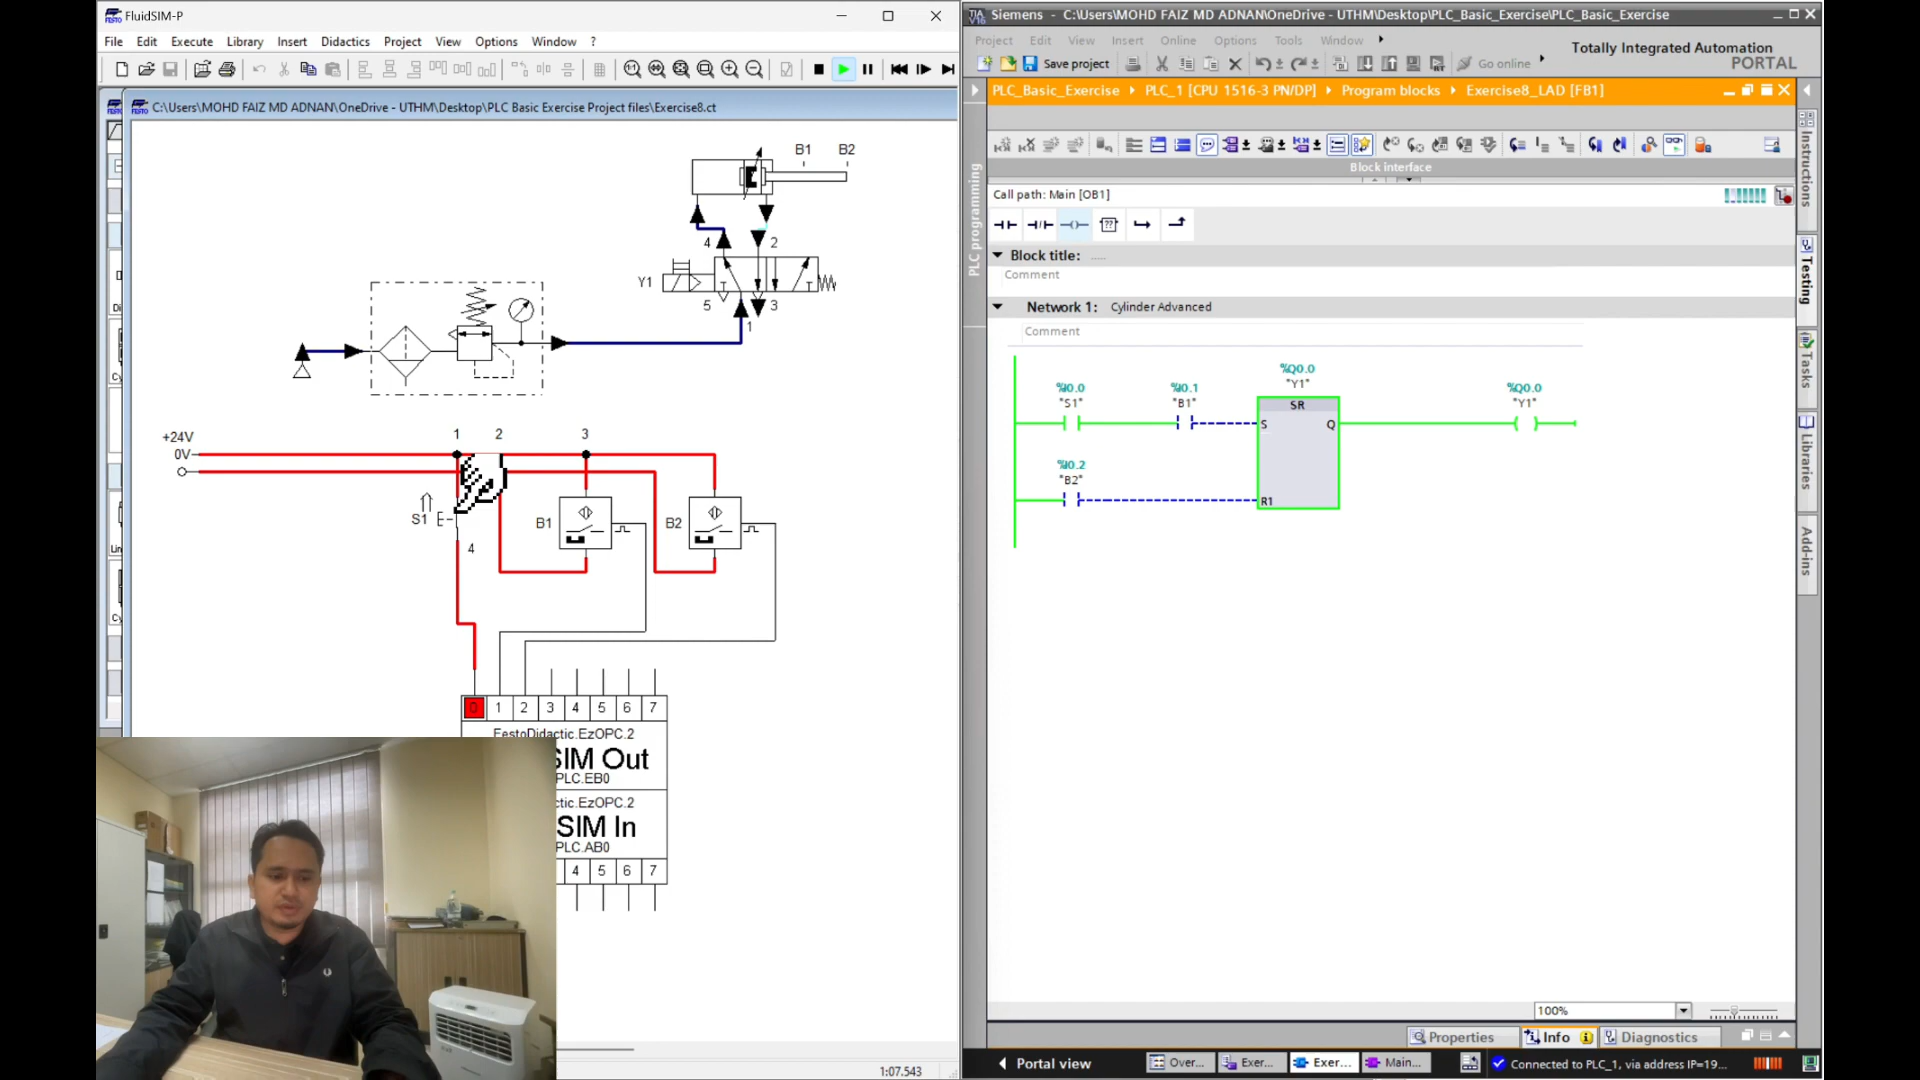 FluidSIM-P
File Edit Execute Library Insert Didactics Project View Options Window ?
C:\Users\MOHD FAIZ MD ADNAN\OneDrive - UTHM\Desktop\PLC Basic Exercise Project files\Exercise8.ct
B1 B2
4 2
Y1
5 3
1
+24V
0V
1 2 3
S1
4
B1
B2
0 1 2 3 4 5 6 7
FestoDidactic.EzOPC.2
SIM Out
PLC.EB0
ctic.EzOPC.2
SIM In
PLC.AB0
4 5 6 7
1:07.543
Siemens - C:\Users\MOHD FAIZ MD ADNAN\OneDrive - UTHM\Desktop\PLC_Basic_Exercise\PLC_Basic_Exercise
Project Edit View Insert Online Options Tools Window
Totally Integrated Automation
PORTAL
Save project
Go online
PLC_Basic_Exercise PLC_1 [CPU 1516-3 PN/DP] Program blocks Exercise8_LAD [FB1]
Block interface
Call path: Main [OB1]
Block title: .....
Comment
Network 1: Cylinder Advanced
Comment
%I0.0
"S1"
%I0.1
"B1"
%Q0.0
"Y1"
SR
S Q
R1
%Q0.0
"Y1"
%I0.2
"B2"
PLC programming
Instructions
Testing
Tasks
Libraries
Add-ins
100%
Properties Info Diagnostics
Portal view Over... Exer... Exer... Main... Connected to PLC_1, via address IP=19...